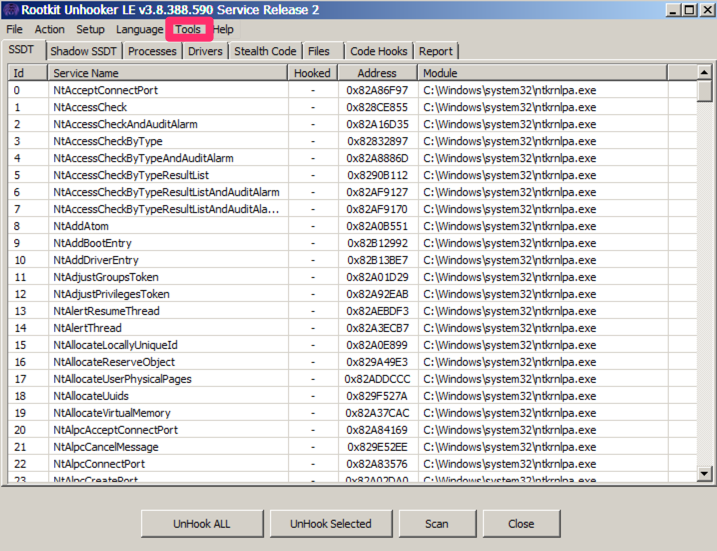 Rootkit Unhooker LE v3.8.388.590 Service Release 2
File Action Setup Language Tools Help
SSDT Shadow SSDT Processes Drivers Stealth Code Files Code Hooks Report
Id Service Name Hooked Address Module
0 NtAcceptConnectPort - 0x82A86F97 C:\Windows\system32\ntkrnlpa.exe
1 NtAccessCheck - 0x828CE855 C:\Windows\system32\ntkrnlpa.exe
2 NtAccessCheckAndAuditAlarm - 0x82A16D35 C:\Windows\system32\ntkrnlpa.exe
3 NtAccessCheckByType - 0x82832897 C:\Windows\system32\ntkrnlpa.exe
4 NtAccessCheckByTypeAndAuditAlarm - 0x82A8886D C:\Windows\system32\ntkrnlpa.exe
5 NtAccessCheckByTypeResultList - 0x8290B112 C:\Windows\system32\ntkrnlpa.exe
6 NtAccessCheckByTypeResultListAndAuditAlarm - 0x82AF9127 C:\Windows\system32\ntkrnlpa.exe
7 NtAccessCheckByTypeResultListAndAuditAla... - 0x82AF9170 C:\Windows\system32\ntkrnlpa.exe
8 NtAddAtom - 0x82A0B551 C:\Windows\system32\ntkrnlpa.exe
9 NtAddBootEntry - 0x82B12992 C:\Windows\system32\ntkrnlpa.exe
10 NtAddDriverEntry - 0x82B13BE7 C:\Windows\system32\ntkrnlpa.exe
11 NtAdjustGroupsToken - 0x82A01D29 C:\Windows\system32\ntkrnlpa.exe
12 NtAdjustPrivilegesToken - 0x82A92EAB C:\Windows\system32\ntkrnlpa.exe
13 NtAlertResumeThread - 0x82AEBDF3 C:\Windows\system32\ntkrnlpa.exe
14 NtAlertThread - 0x82A3ECB7 C:\Windows\system32\ntkrnlpa.exe
15 NtAllocateLocallyUniqueId - 0x82A0E899 C:\Windows\system32\ntkrnlpa.exe
16 NtAllocateReserveObject - 0x829A49E3 C:\Windows\system32\ntkrnlpa.exe
17 NtAllocateUserPhysicalPages - 0x82ADDCCC C:\Windows\system32\ntkrnlpa.exe
18 NtAllocateUuids - 0x829F527A C:\Windows\system32\ntkrnlpa.exe
19 NtAllocateVirtualMemory - 0x82A37CAC C:\Windows\system32\ntkrnlpa.exe
20 NtAlpcAcceptConnectPort - 0x82A84169 C:\Windows\system32\ntkrnlpa.exe
21 NtAlpcCancelMessage - 0x829E52EE C:\Windows\system32\ntkrnlpa.exe
22 NtAlpcConnectPort - 0x82A83576 C:\Windows\system32\ntkrnlpa.exe
23 NtAlpcCreatePort - 0x82A02DA0 C:\Windows\system32\ntkrnlpa.exe
UnHook ALL UnHook Selected Scan Close